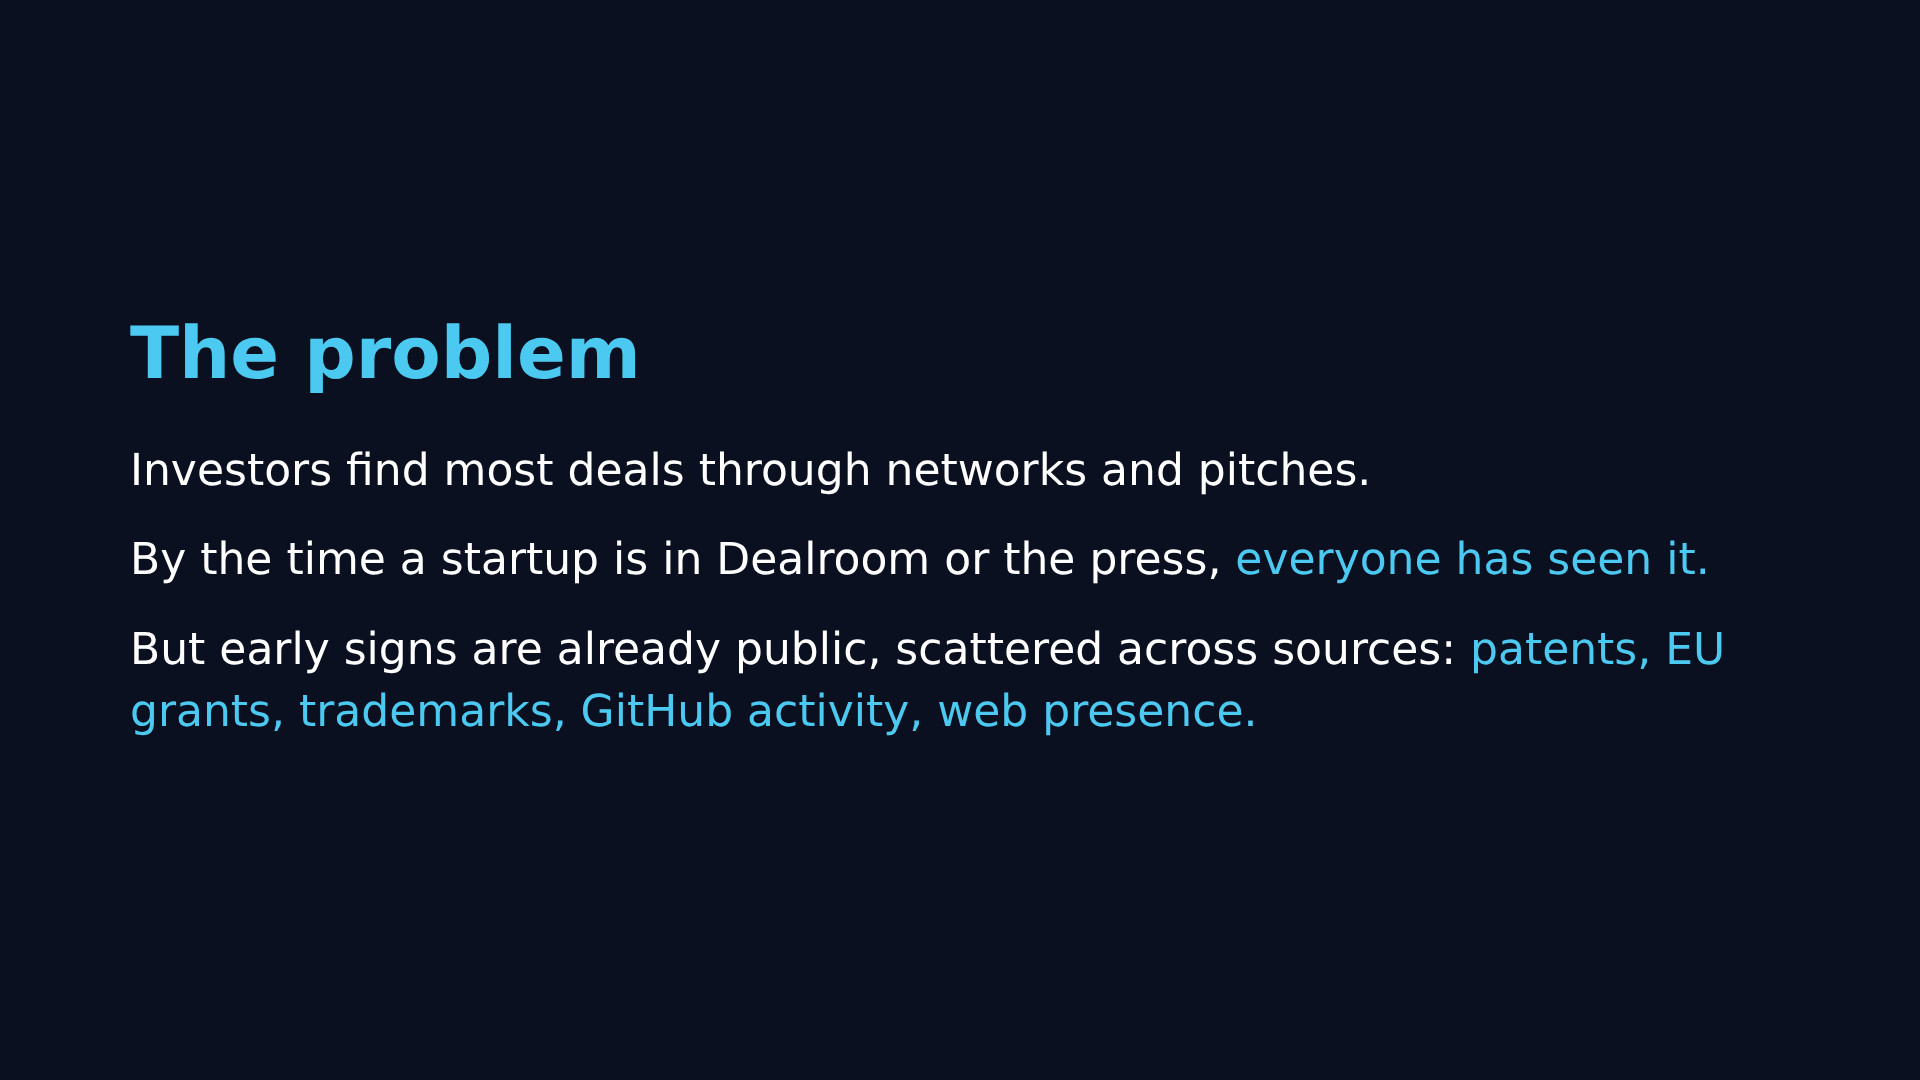 The problem
Investors find most deals through networks and pitches.
By the time a startup is in Dealroom or the press, everyone has seen it.
But early signs are already public, scattered across sources: patents, EU
grants, trademarks, GitHub activity, web presence.